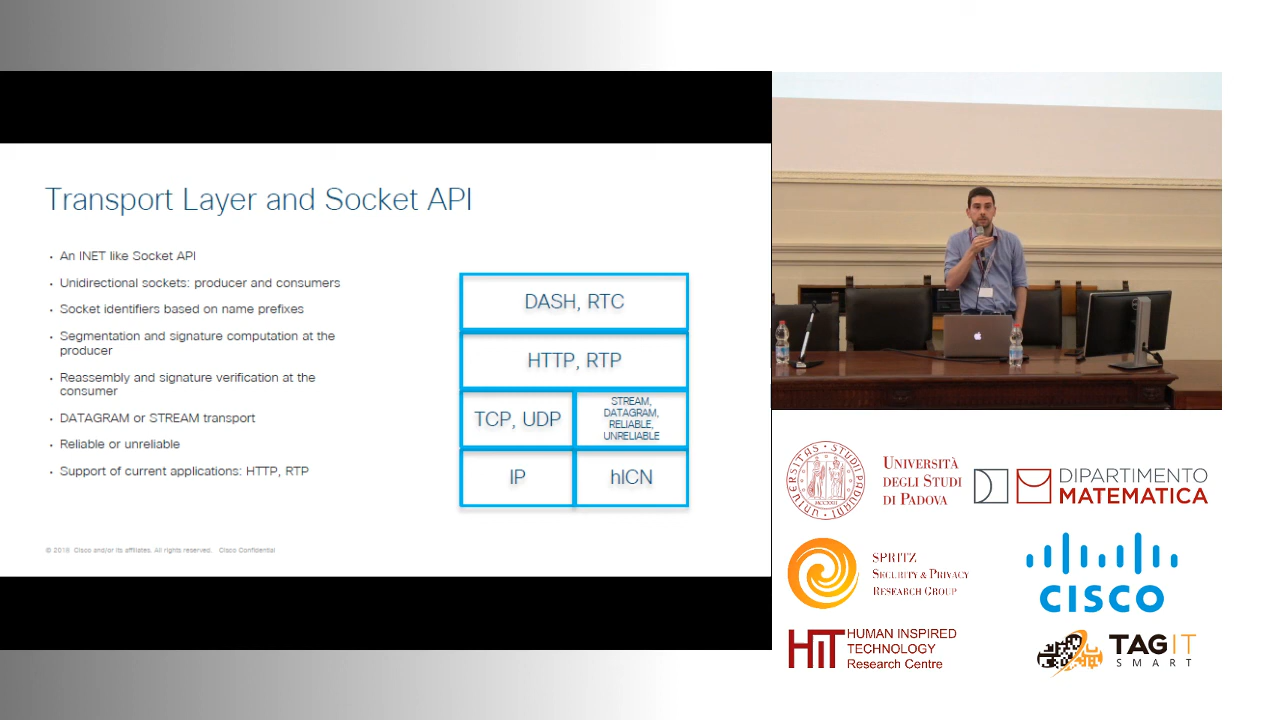 Transport Layer and Socket API
• An INET like Socket API
• Unidirectional sockets: producer and consumers
• Socket identifiers based on name prefixes
• Segmentation and signature computation at the
producer
• Reassembly and signature verification at the
consumer
• DATAGRAM or STREAM transport
• Reliable or unreliable
• Support of current applications: HTTP, RTP
DASH, RTC
HTTP, RTP
TCP, UDP
STREAM,
DATAGRAM,
RELIABLE,
UNRELIABLE
IP
hICN
© 2019 Cisco and/or its affiliates. All rights reserved. Cisco Confidential
UNIVERSITÀ
DEGLI STUDI
DI PADOVA
DIPARTIMENTO
MATEMATICA
SPRITZ
SECURITY & PRIVACY
RESEARCH GROUP
CISCO
HIT
HUMAN INSPIRED
TECHNOLOGY
Research Centre
TAGIT
SMART